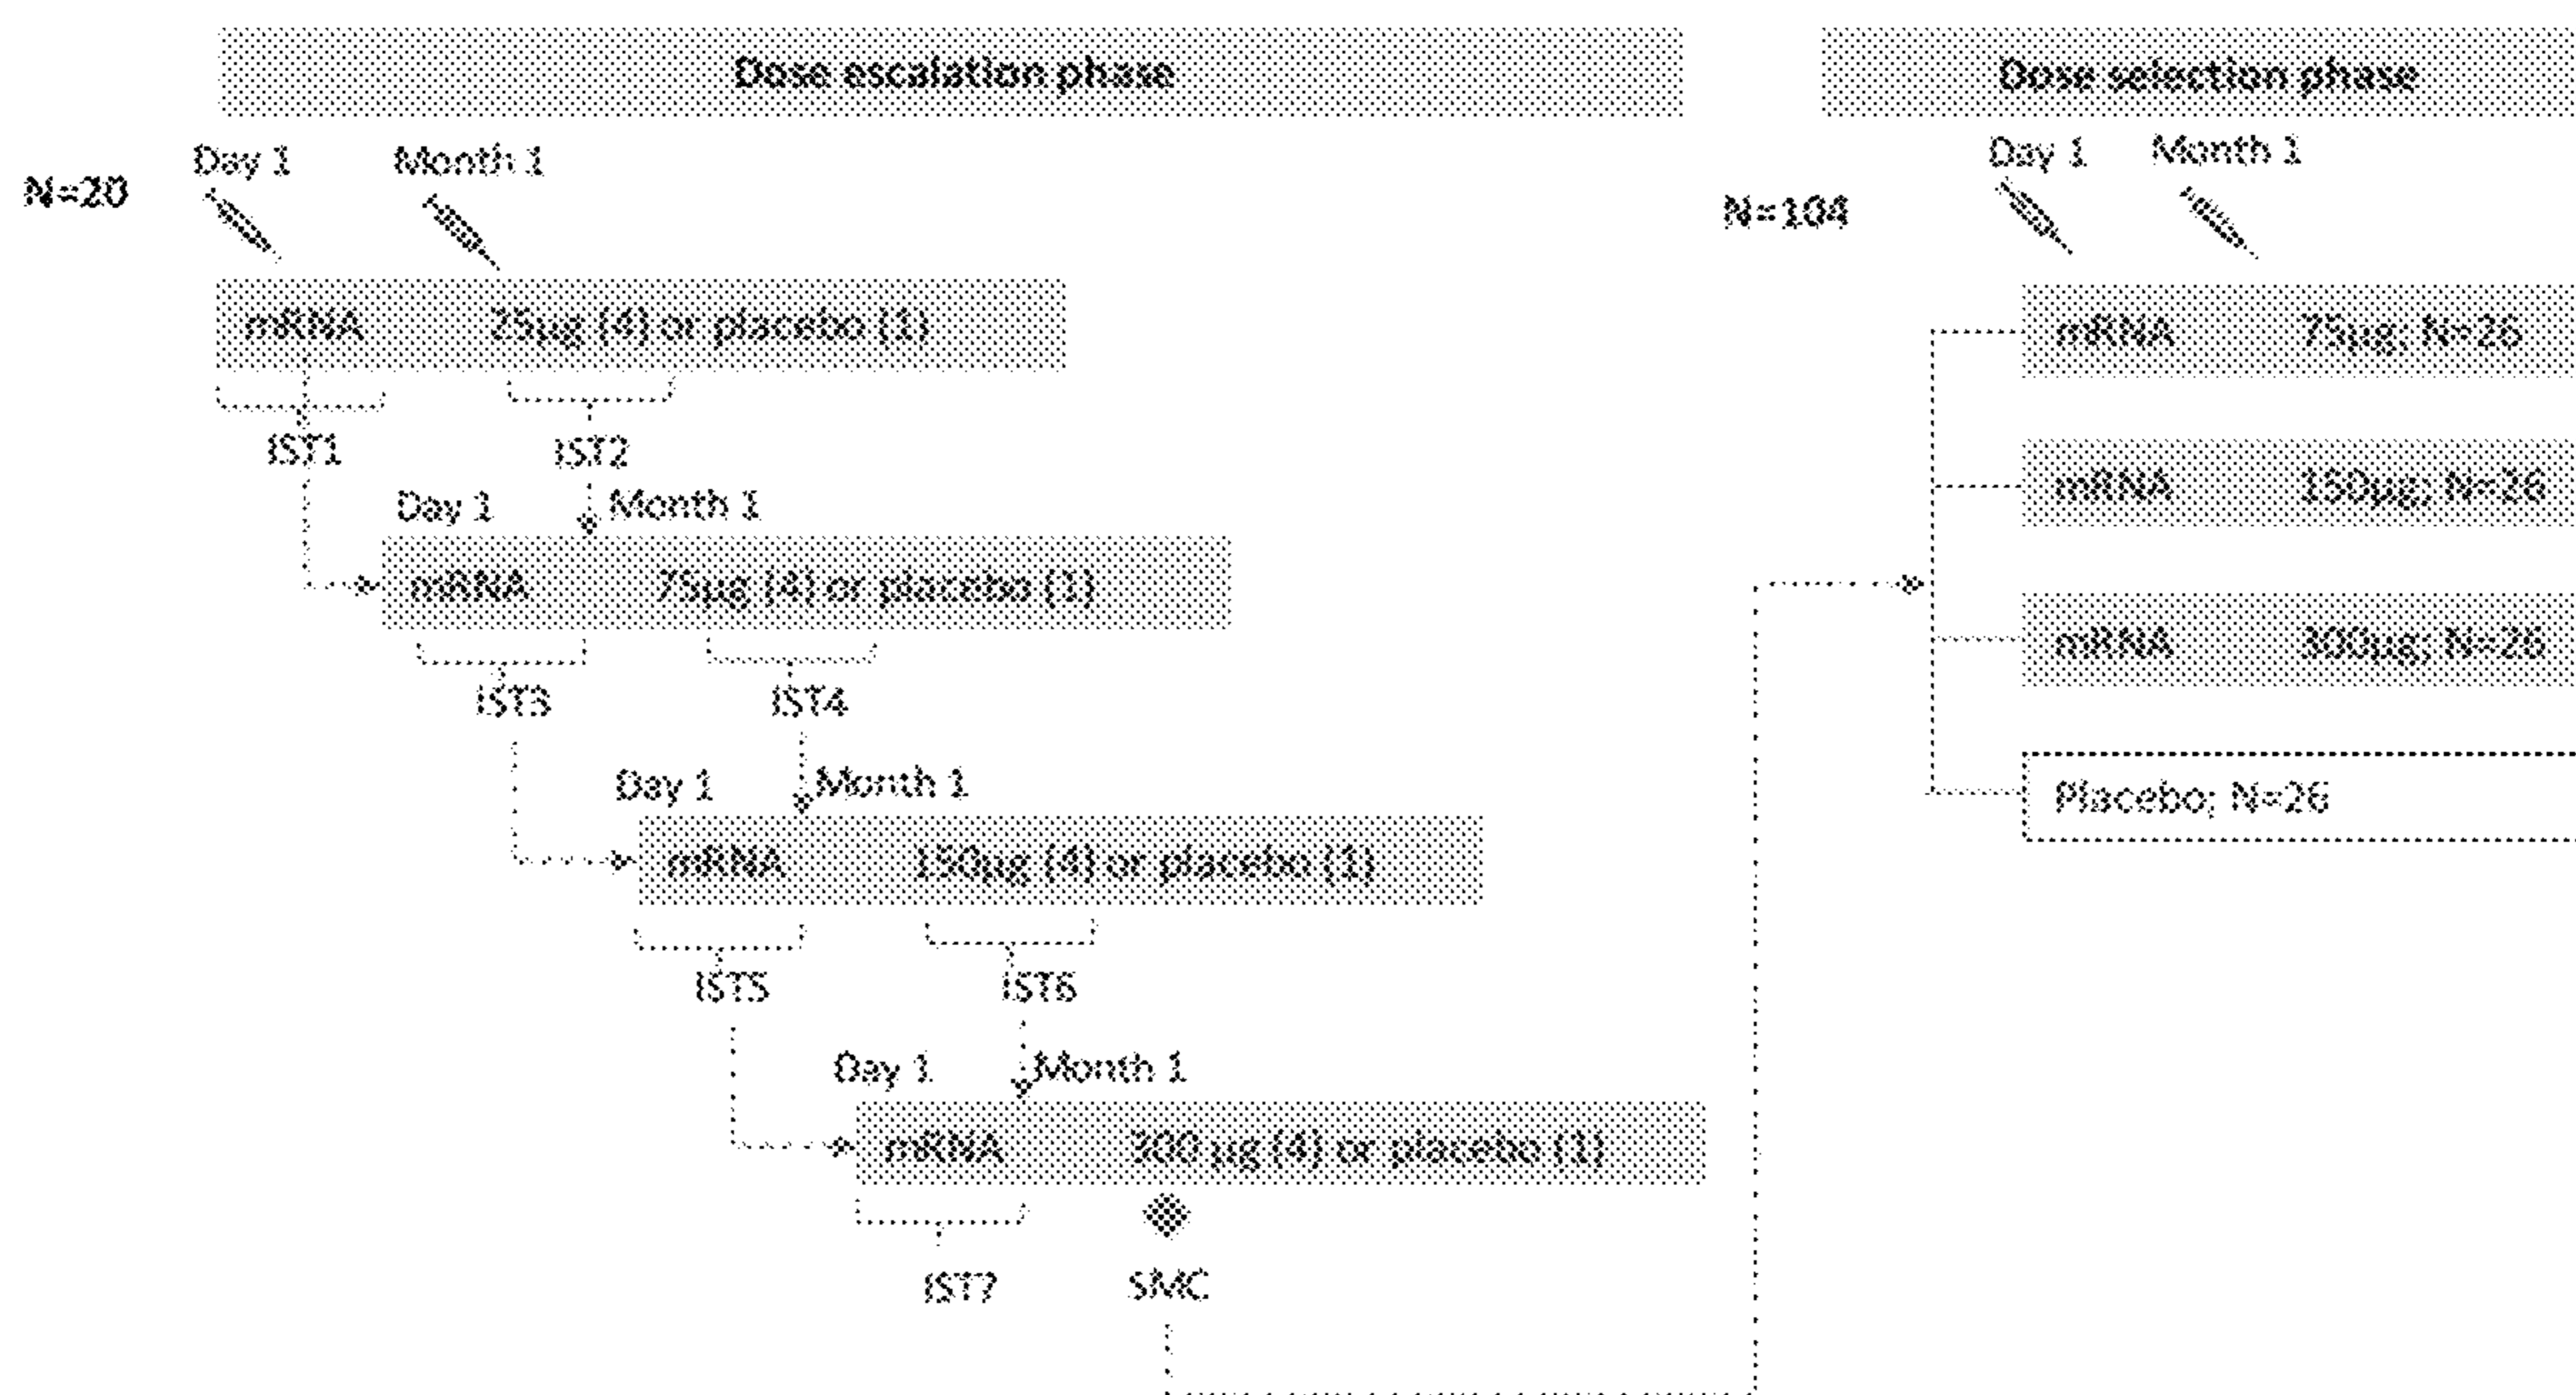 Dose escalation phase
Day 1
Month 1
N=20
mRNA 25µg (4) or placebo (1)
IST1
IST2
Day 1
Month 1
mRNA 75µg (4) or placebo (1)
IST3
IST4
Day 1
Month 1
mRNA 150µg (4) or placebo (1)
IST5
IST6
Day 1
Month 1
mRNA 300 µg (4) or placebo (1)
IST7
SMC
Dose selection phase
Day 1
Month 1
N=104
mRNA 75µg; N=26
mRNA 150µg; N=26
mRNA 300µg; N=26
Placebo; N=26